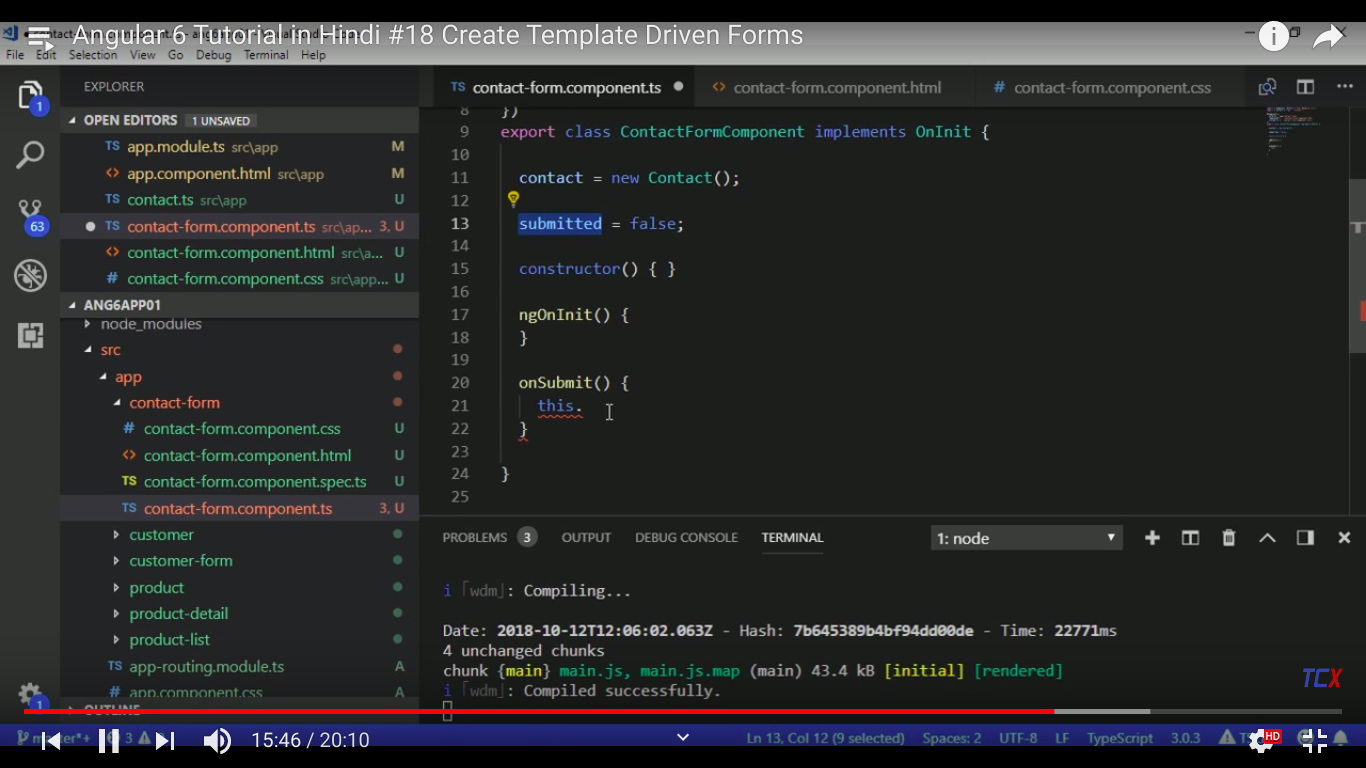 Angular 6 Tutorial in Hindi #18 Create Template Driven Forms
File Edit Selection View Go Debug Terminal Help
EXPLORER
OPEN EDITORS 1 UNSAVED
TS app.module.ts src\app M
<> app.component.html src\app M
TS contact.ts src\app U
● TS contact-form.component.ts src\ap... 3, U
<> contact-form.component.html src\a... U
# contact-form.component.css src\app... U
ANG6APP01
node_modules
src
app
contact-form
# contact-form.component.css U
<> contact-form.component.html U
TS contact-form.component.spec.ts U
TS contact-form.component.ts 3, U
customer
customer-form
product
product-detail
product-list
TS app-routing.module.ts A
# app.component.css A
OUTLINE
1
63
1
TS contact-form.component.ts ● <> contact-form.component.html # contact-form.component.css ...
8 })
9 export class ContactFormComponent implements OnInit {
10
11 contact = new Contact();
12
13 submitted = false;
14
15 constructor() { }
16
17 ngOnInit() {
18 }
19
20 onSubmit() {
21 this.
22 }
23
24 }
25
PROBLEMS 3 OUTPUT DEBUG CONSOLE TERMINAL 1: node
i ｢wdm｣: Compiling...
Date: 2018-10-12T12:06:02.063Z - Hash: 7b645389b4bf94dd00de - Time: 22771ms
4 unchanged chunks
chunk {main} main.js, main.js.map (main) 43.4 kB [initial] [rendered]
i ｢wdm｣: Compiled successfully.
TCX
15:46 / 20:10
Ln 13, Col 12 (9 selected) Spaces: 2 UTF-8 LF TypeScript 3.0.3
HD